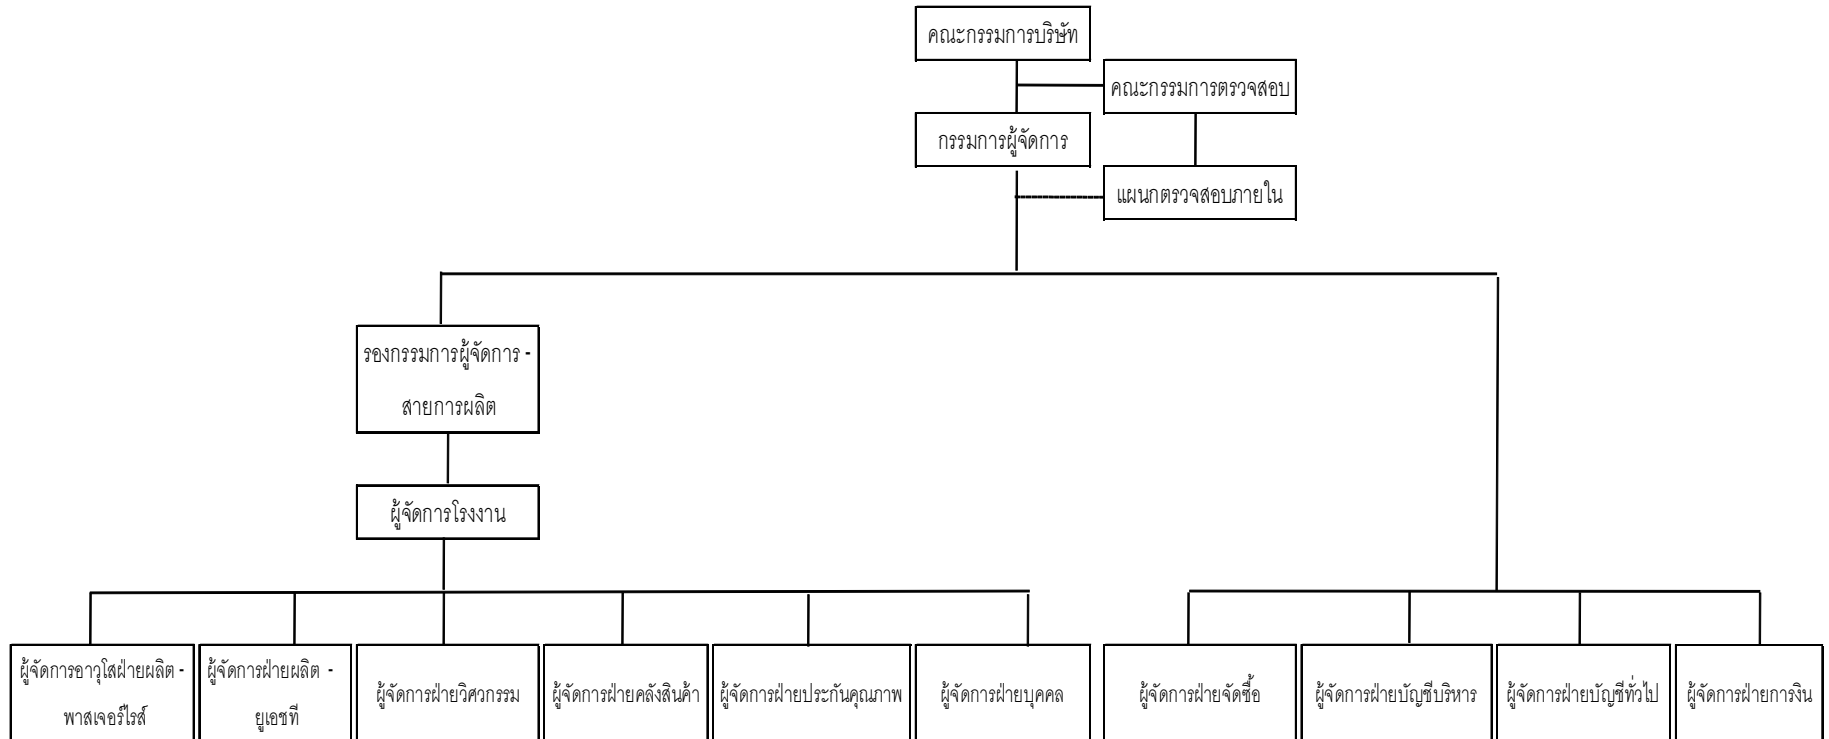 คณะกรรมการบริษัท
คณะกรรมการตรวจสอบ
กรรมการผู้จัดการ
แผนกตรวจสอบภายใน
รองกรรมการผู้จัดการ -
สายการผลิต
ผู้จัดการโรงงาน
ผู้จัดการอาวุโสฝ่ายผลิต -
พาสเจอร์ไรส์
ผู้จัดการฝ่ายผลิต -
ยูเอชที
ผู้จัดการฝ่ายวิศวกรรม
ผู้จัดการฝ่ายคลังสินค้า
ผู้จัดการฝ่ายประกันคุณภาพ
ผู้จัดการฝ่ายบุคคล
ผู้จัดการฝ่ายจัดซื้อ
ผู้จัดการฝ่ายบัญชีบริหาร
ผู้จัดการฝ่ายบัญชีทั่วไป
ผู้จัดการฝ่ายการงิน